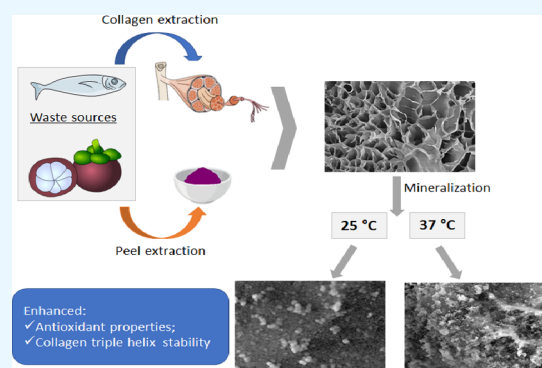 Collagen extraction
Waste sources
Peel extraction
Mineralization
25 °C
37 °C
Enhanced:
✓Antioxidant properties;
✓Collagen triple helix stability